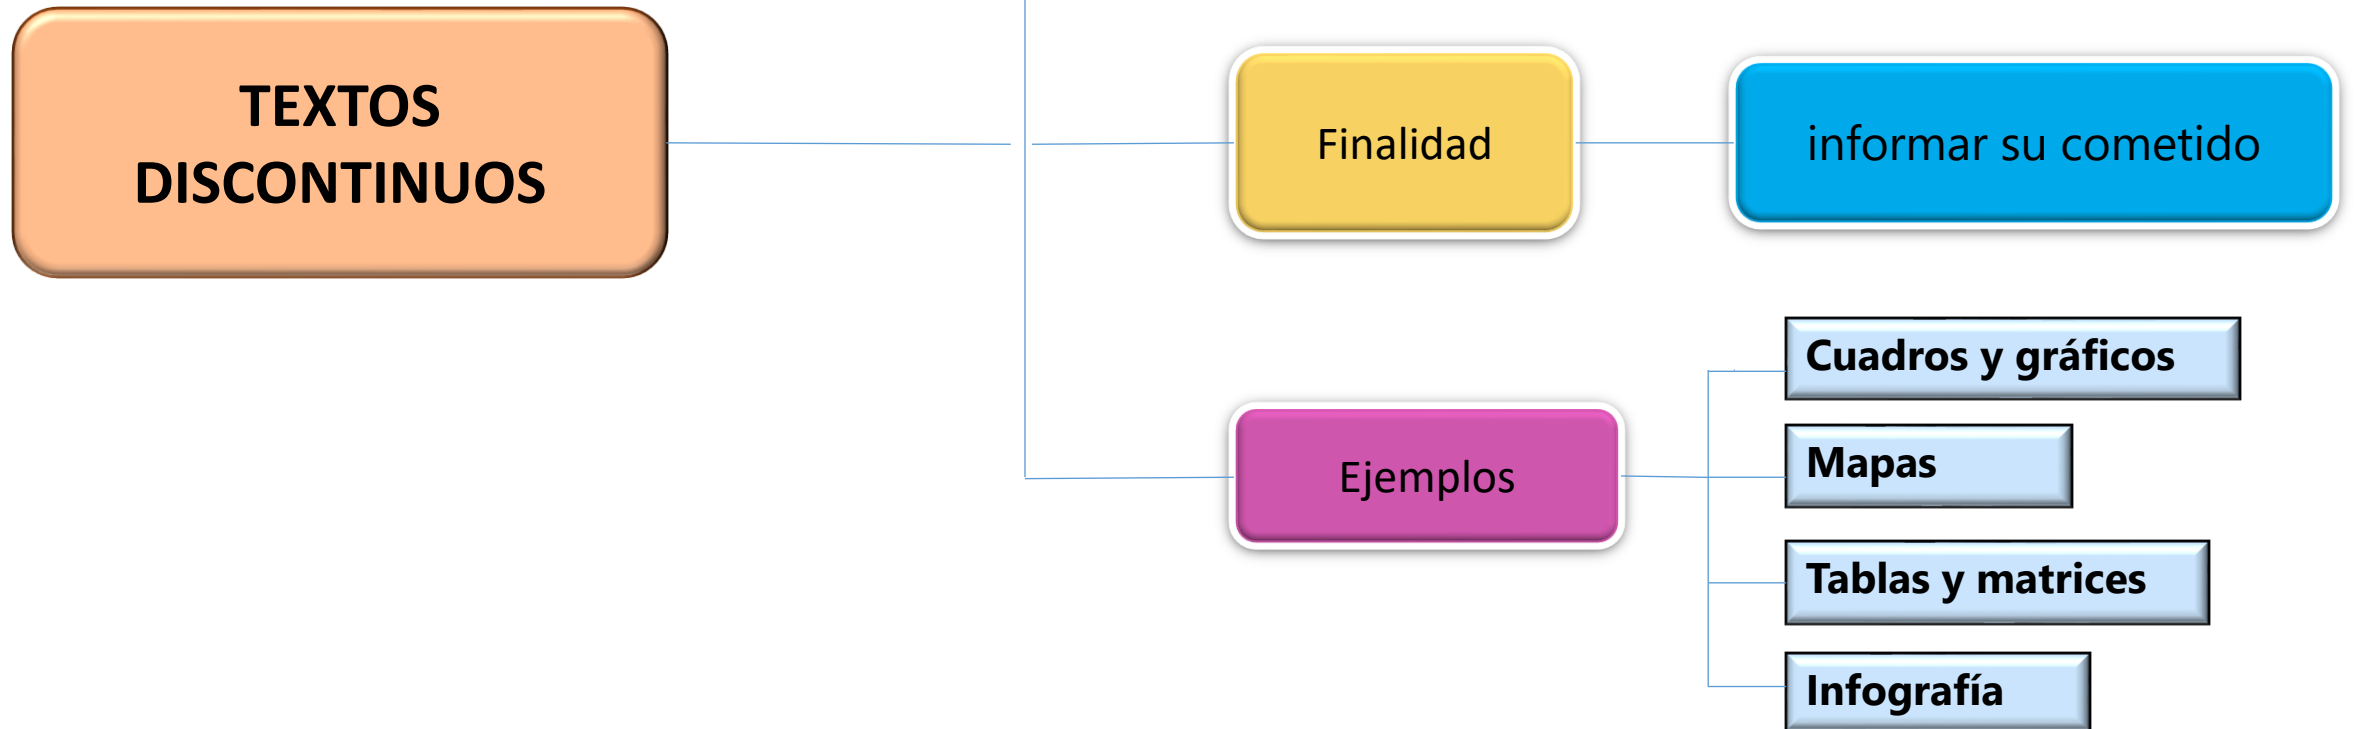 TEXTOS
DISCONTINUOS
Finalidad
informar su cometido
Ejemplos
Cuadros y gráficos
Mapas
Tablas y matrices
Infografía